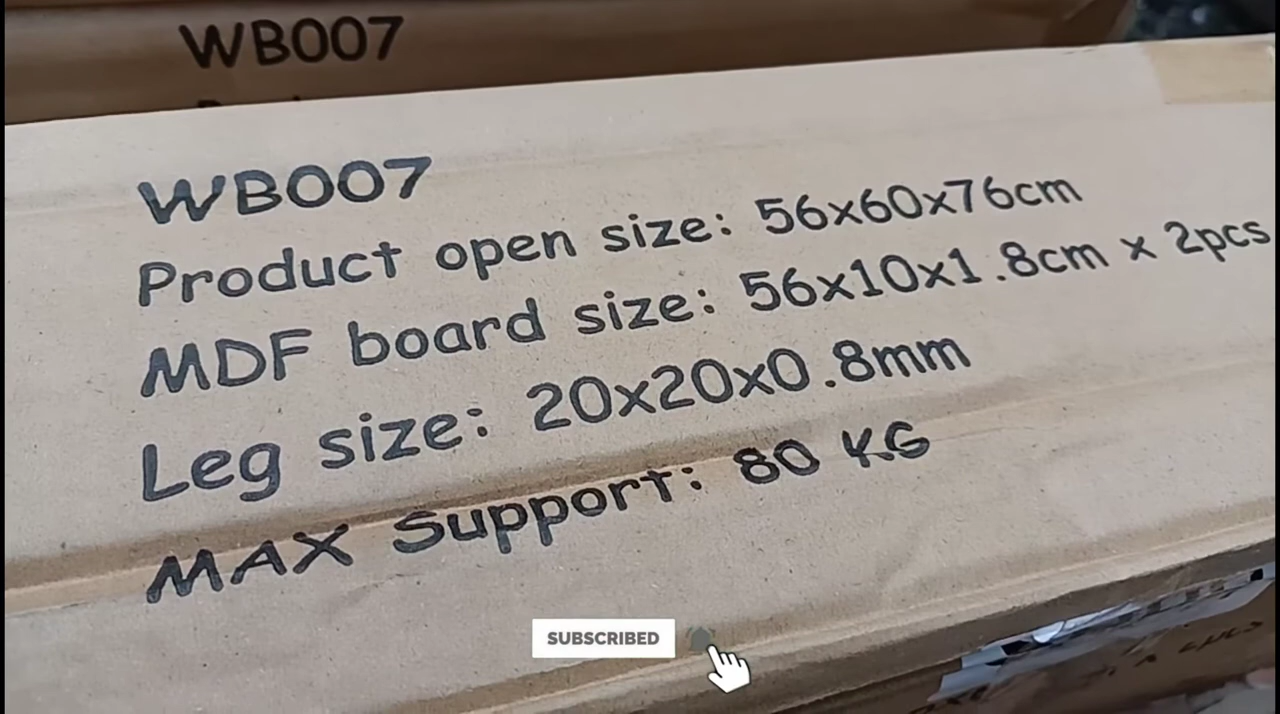 WB007
WB007
Product open size: 56x60x76cm
MDF board size: 56x10x1.8cm x 2pcs
Leg size: 20x20x0.8mm
MAX Support: 80 KG
SUBSCRIBED